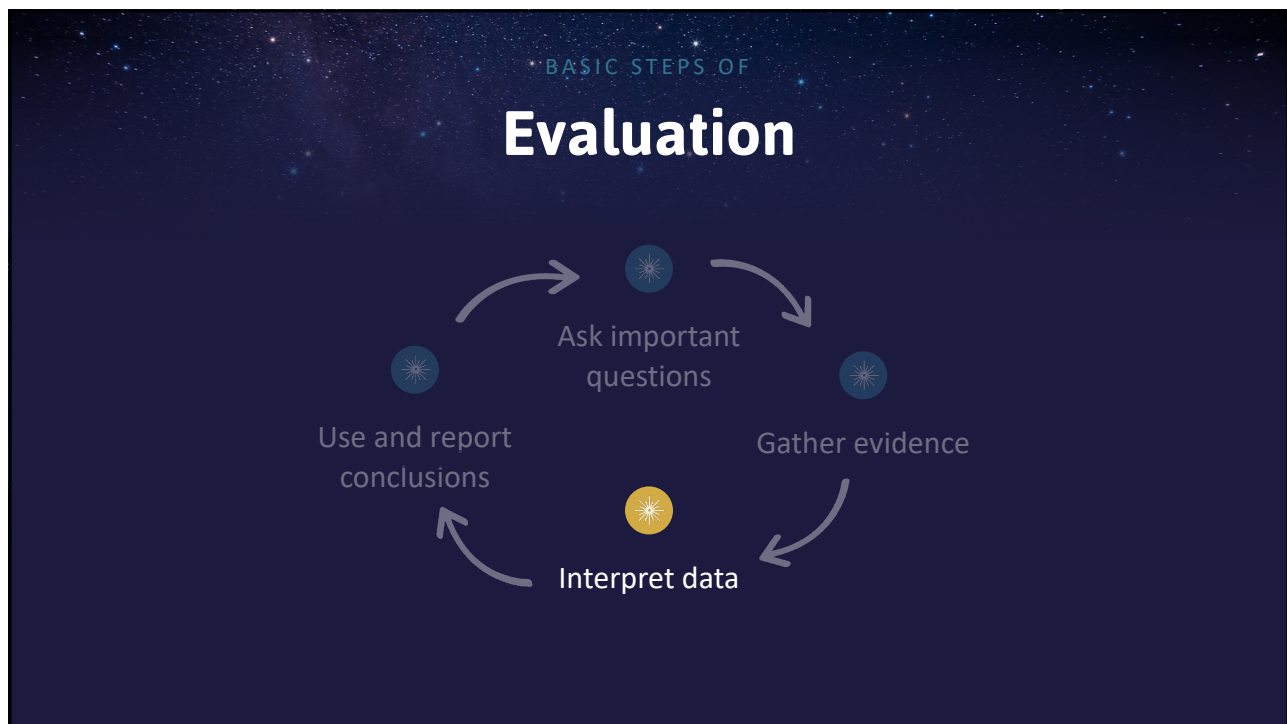 BASIC STEPS OF
Evaluation
Ask important
questions
Gather evidence
Interpret data
Use and report
conclusions